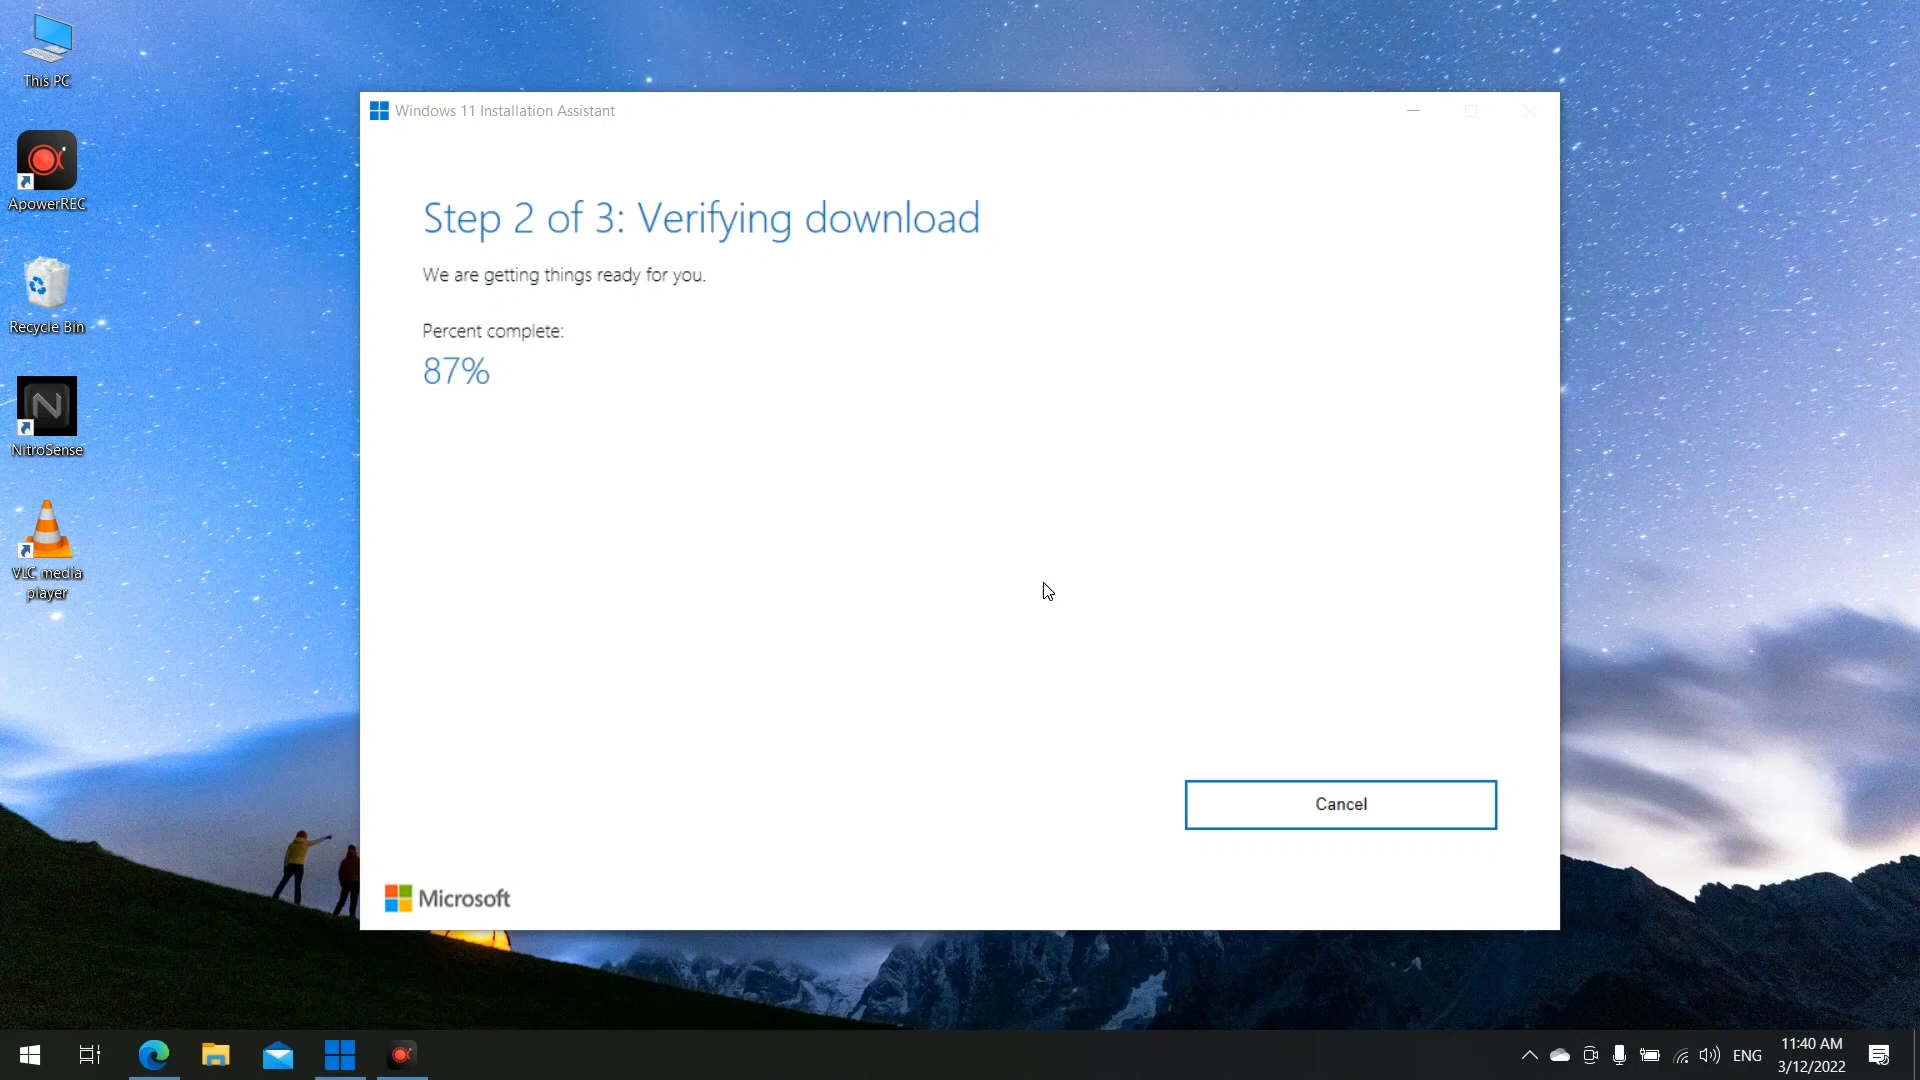 This PC
ApowerREC
Recycle Bin
NitroSense
VLC media
player
Windows 11 Installation Assistant
Step 2 of 3: Verifying download
We are getting things ready for you.
Percent complete:
87%
Cancel
Microsoft
ENG
11:40 AM
3/12/2022